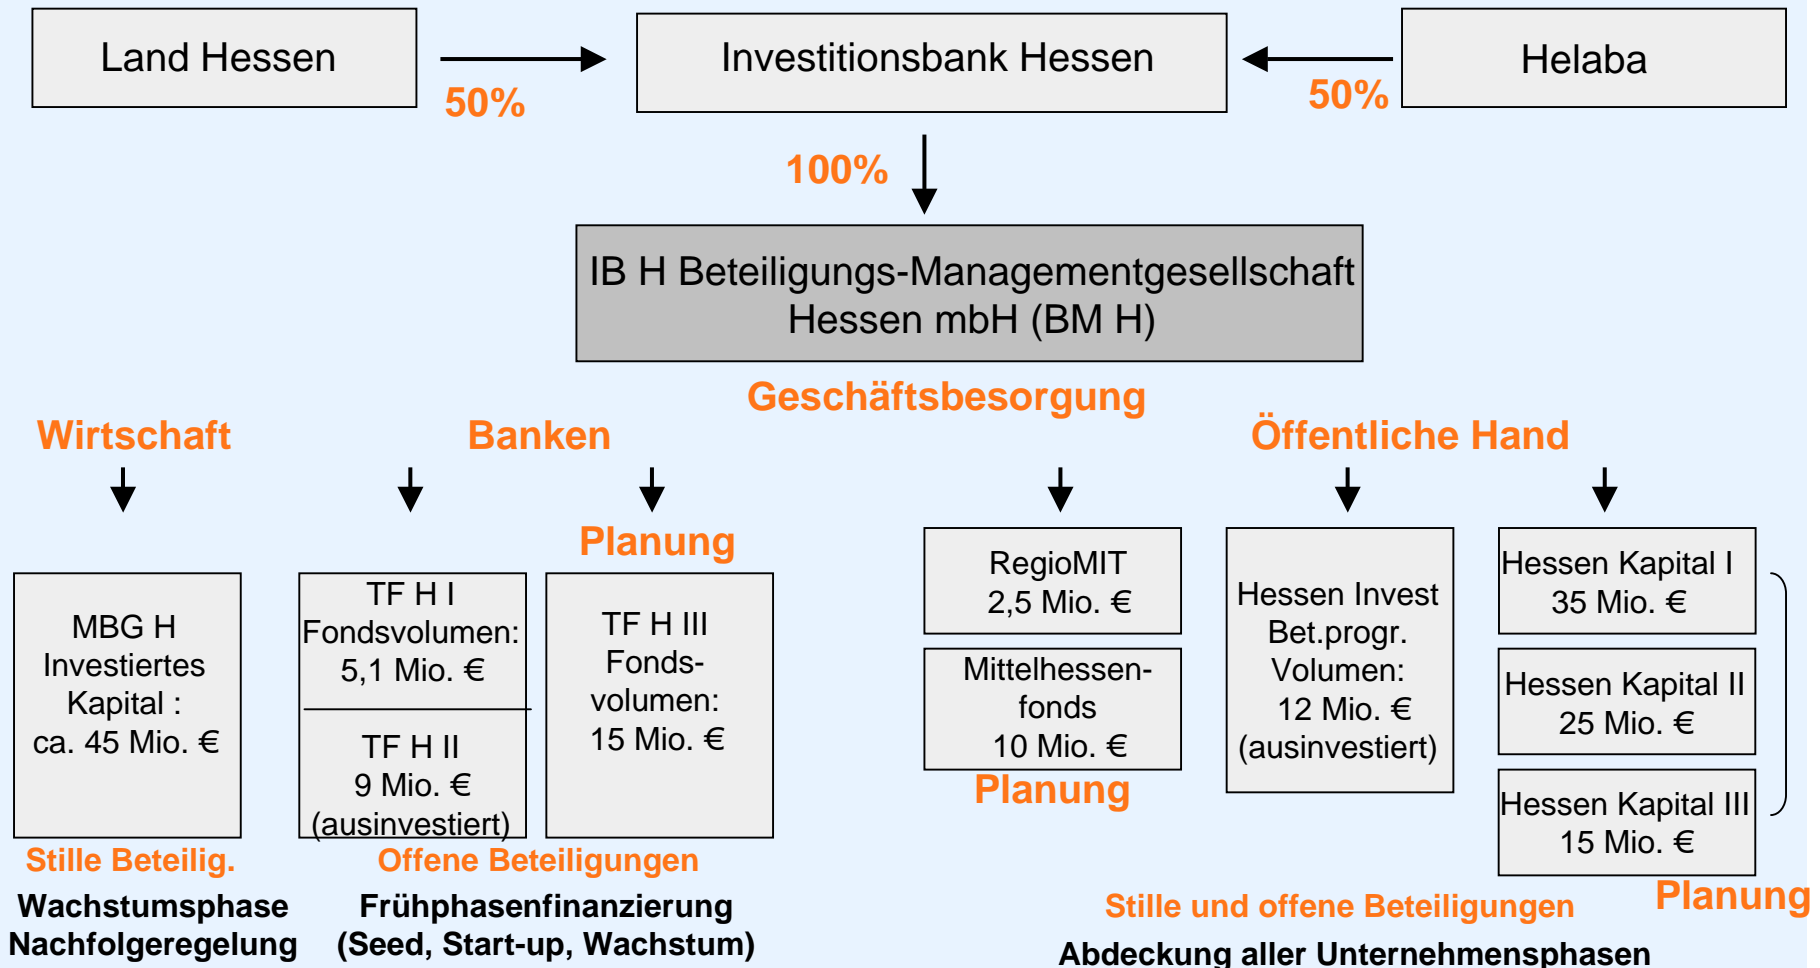 Land Hessen
50%
Investitionsbank Hessen
50%
Helaba
100%
IB H Beteiligungs-Managementgesellschaft
Hessen mbH (BM H)
Geschäftsbesorgung
Wirtschaft
Banken
Öffentliche Hand
MBG H
Investiertes
Kapital :
ca. 45 Mio. €
Stille Beteilig.
Wachstumsphase
Nachfolgeregelung
TF H I
Fondsvolumen:
5,1 Mio. €
TF H II
9 Mio. €
(ausinvestiert)
Planung
TF H III
Fonds-
volumen:
15 Mio. €
Offene Beteiligungen
Frühphasenfinanzierung
(Seed, Start-up, Wachstum)
RegioMIT
2,5 Mio. €
Mittelhessen-
fonds
10 Mio. €
Planung
Hessen Invest
Bet.progr.
Volumen:
12 Mio. €
(ausinvestiert)
Hessen Kapital I
35 Mio. €
Hessen Kapital II
25 Mio. €
Hessen Kapital III
15 Mio. €
Planung
Stille und offene Beteiligungen
Abdeckung aller Unternehmensphasen